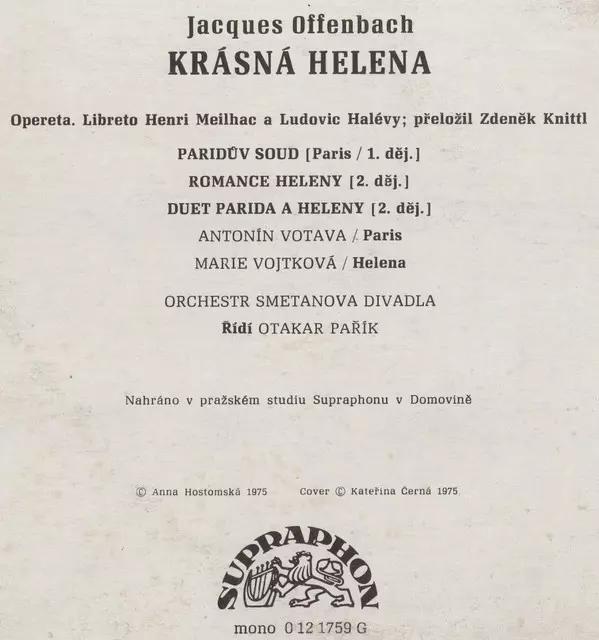 Jacques Offenbach
KRÁSNÁ HELENA
Opereta. Libreto Henri Meilhac a Ludovic Halévy; přeložil Zdeněk Knittl
PARIDŮV SOUD [Paris / 1. děj.]
ROMANCE HELENY [2. děj.]
DUET PARIDA A HELENY [2. děj.]
ANTONÍN VOTAVA / Paris
MARIE VOJTKOVÁ / Helena
ORCHESTR SMETANOVA DIVADLA
Řídí OTAKAR PAŘÍK
Nahráno v pražském studiu Supraphonu v Domovině
© Anna Hostomská 1975 Cover © Kateřina Černá 1975
SUPRAPHON
mono 0 12 1759 G